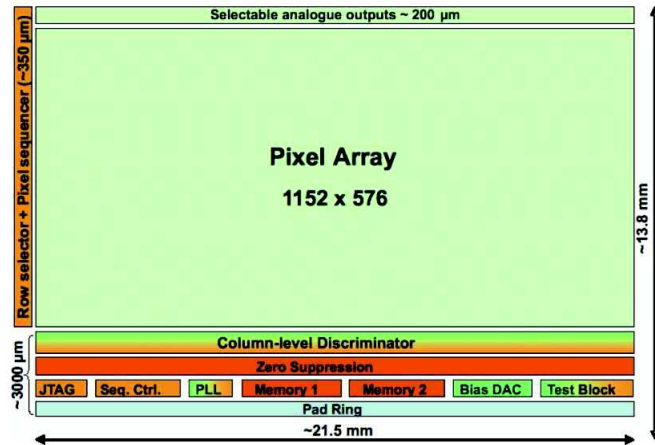 Selectable analogue outputs ~ 200 µm
Row selector + Pixel sequencer (~350 µm)
Pixel Array
1152 x 576
~13.8 mm
Column-level Discriminator
Zero Suppression
~3000 µm
JTAG Seq. Ctrl. PLL Memory 1 Memory 2 Bias DAC Test Block
Pad Ring
~21.5 mm